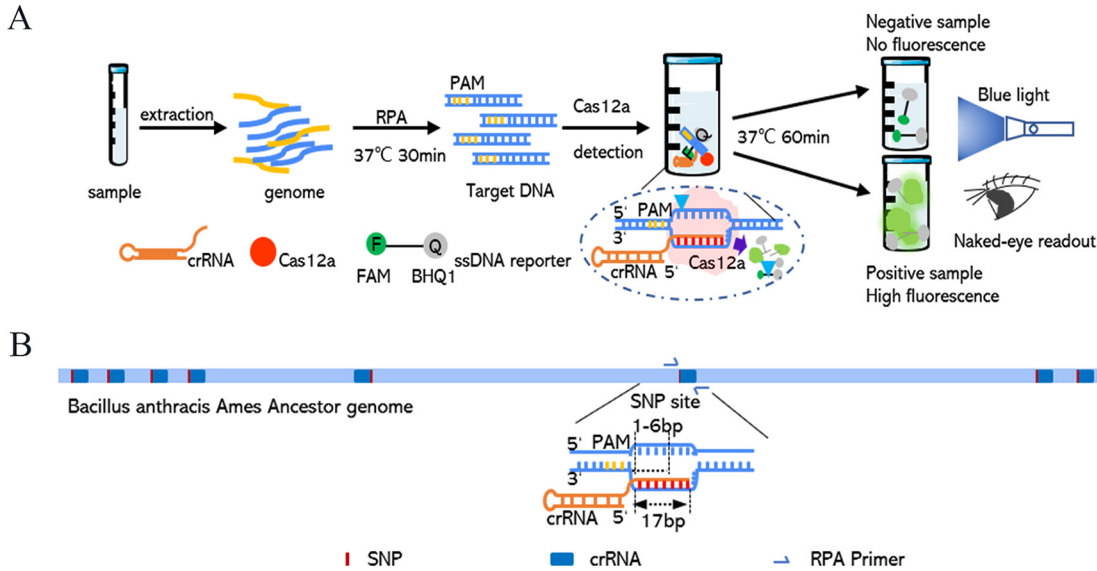 A
sample
extraction
genome
RPA
37℃ 30min
PAM
Target DNA
Cas12a
detection
F
Q
37℃ 60min
Negative sample
No fluorescence
Blue light
Naked-eye readout
Positive sample
High fluorescence
crRNA
Cas12a
F
Q
FAM
BHQ1
ssDNA reporter
5'
PAM
3'
crRNA
5'
Cas12a
B
Bacillus anthracis Ames Ancestor genome
SNP site
1-6bp
5'
PAM
3'
crRNA
5'
17bp
SNP
crRNA
RPA Primer